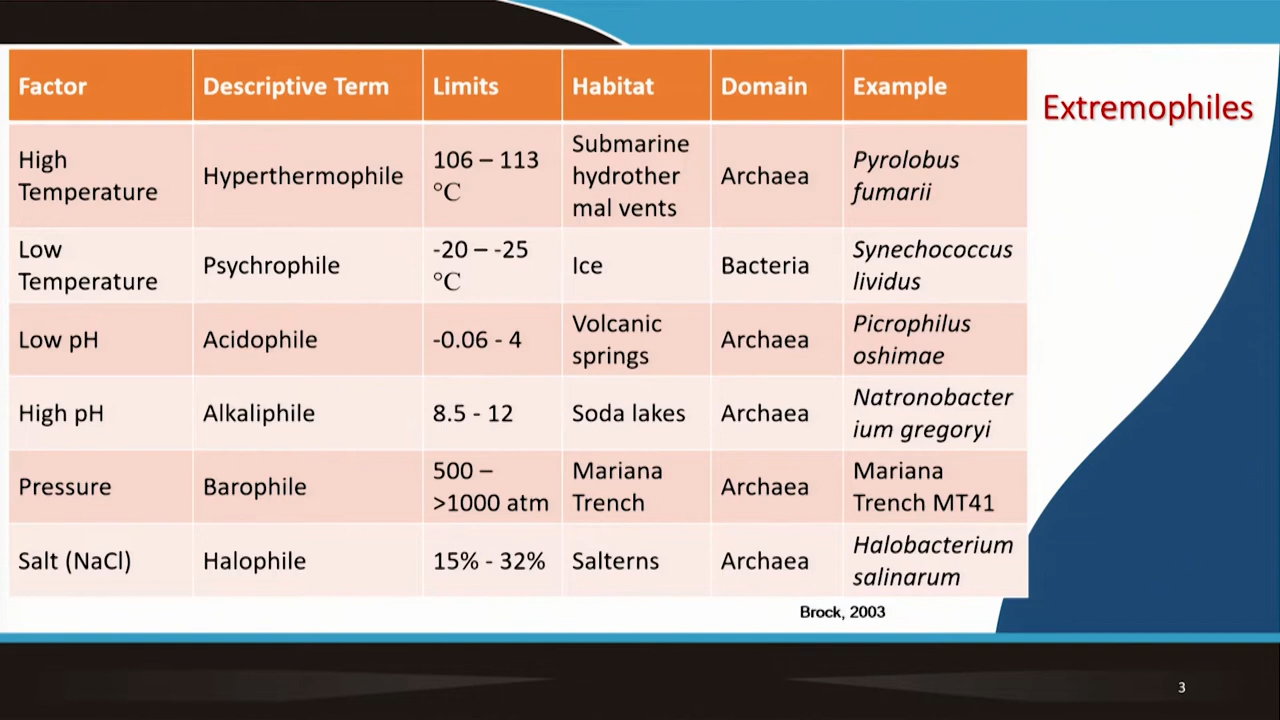 Extremophiles
Factor
Descriptive Term
Limits
Habitat
Domain
Example
High
Temperature
Hyperthermophile
106 – 113
°C
Submarine
hydrother
mal vents
Archaea
Pyrolobus
fumarii
Low
Temperature
Psychrophile
-20 – -25
°C
Ice
Bacteria
Synechococcus
lividus
Low pH
Acidophile
-0.06 - 4
Volcanic
springs
Archaea
Picrophilus
oshimae
High pH
Alkaliphile
8.5 - 12
Soda lakes
Archaea
Natronobacter
ium gregoryi
Pressure
Barophile
500 –
>1000 atm
Mariana
Trench
Archaea
Mariana
Trench MT41
Salt (NaCl)
Halophile
15% - 32%
Salterns
Archaea
Halobacterium
salinarum
Brock, 2003
3